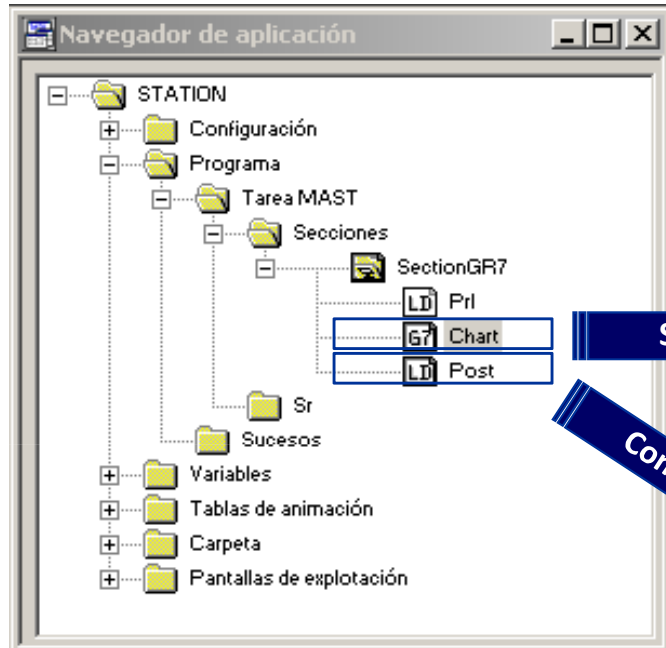 Navegador de aplicación
STATION
Configuración
Programa
Tarea MAST
Secciones
SectionGR7
LD Prl
G7 Chart
LD Post
Sr
Sucesos
Variables
Tablas de animación
Carpeta
Pantallas de explotación